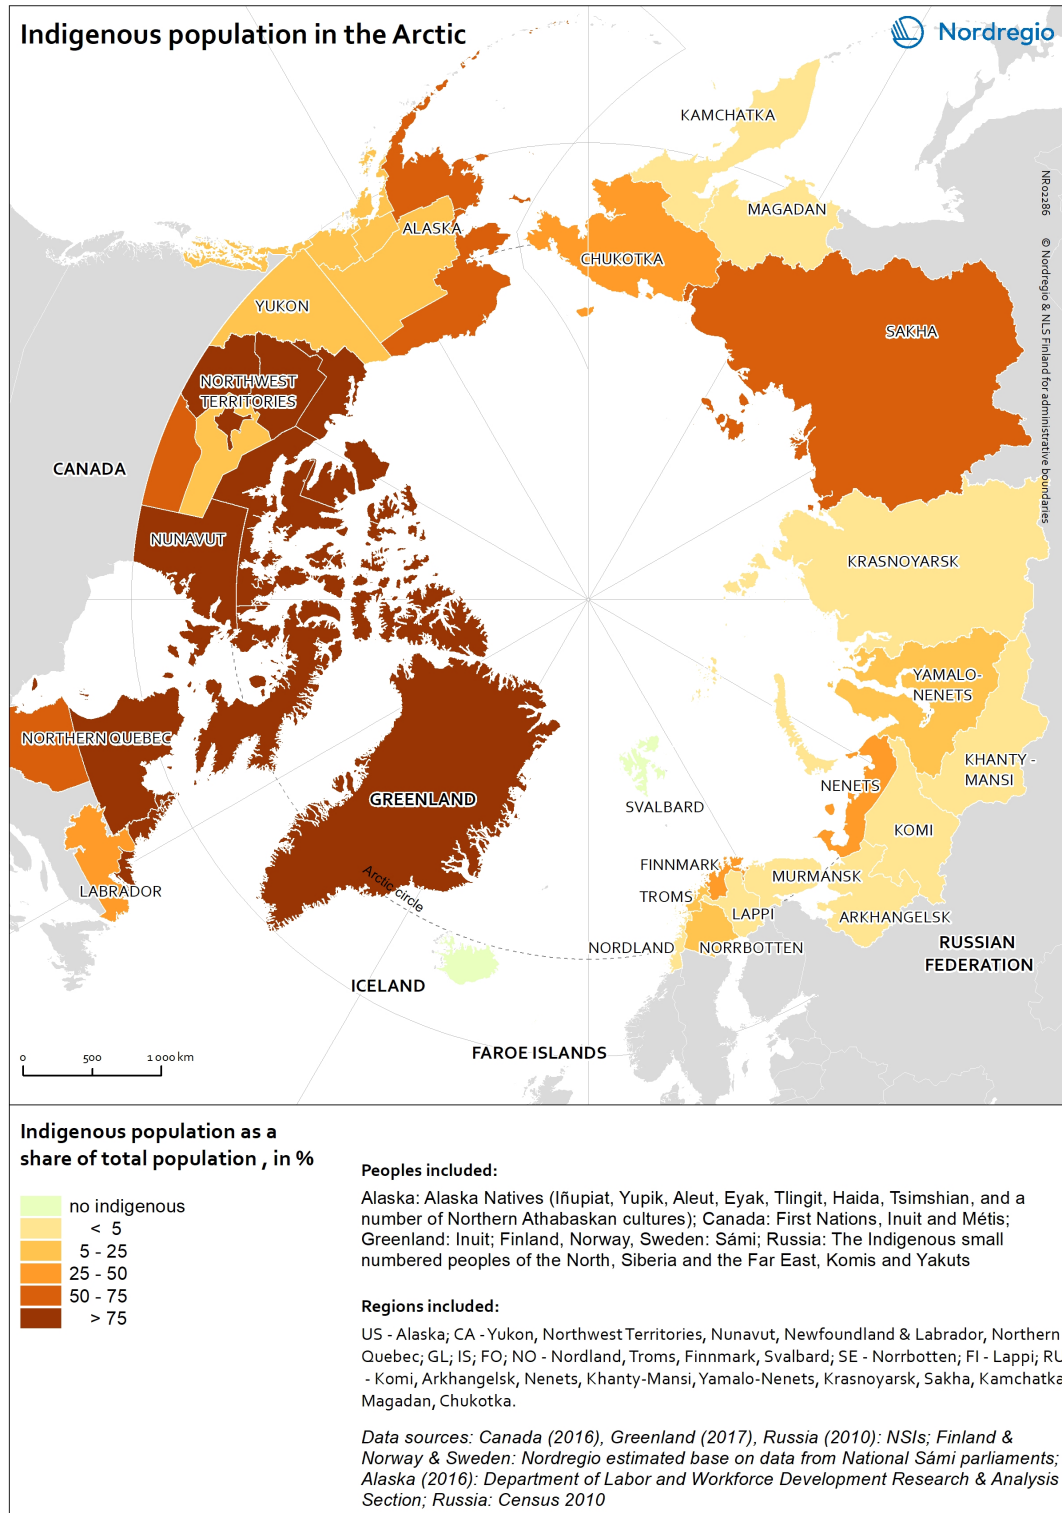 Indigenous population in the Arctic
Nordregio
KAMCHATKA
MAGADAN
ALASKA
CHUKOTKA
YUKON
SAKHA
NORTHWEST
TERRITORIES
CANADA
NUNAVUT
KRASNOYARSK
YAMALO-
NENETS
NORTHERN QUEBEC
KHANTY -
MANSI
NENETS
GREENLAND
SVALBARD
KOMI
FINNMARK
MURMANSK
Arctic circle
LABRADOR
TROMS
LAPPI
ARKHANGELSK
NORDLAND
NORRBOTTEN
RUSSIAN
FEDERATION
ICELAND
FAROE ISLANDS
0 500 1 000 km
NR02286 © Nordregio & NLS Finland for administrative boundaries
Indigenous population as a
share of total population , in %
no indigenous
< 5
5 - 25
25 - 50
50 - 75
> 75
Peoples included:
Alaska: Alaska Natives (Iñupiat, Yupik, Aleut, Eyak, Tlingit, Haida, Tsimshian, and a
number of Northern Athabaskan cultures); Canada: First Nations, Inuit and Métis;
Greenland: Inuit; Finland, Norway, Sweden: Sámi; Russia: The Indigenous small
numbered peoples of the North, Siberia and the Far East, Komis and Yakuts
Regions included:
US - Alaska; CA - Yukon, Northwest Territories, Nunavut, Newfoundland & Labrador, Northern
Quebec; GL; IS; FO; NO - Nordland, Troms, Finnmark, Svalbard; SE - Norrbotten; FI - Lappi; RU
- Komi, Arkhangelsk, Nenets, Khanty-Mansi, Yamalo-Nenets, Krasnoyarsk, Sakha, Kamchatka
Magadan, Chukotka.
Data sources: Canada (2016), Greenland (2017), Russia (2010): NSIs; Finland &
Norway & Sweden: Nordregio estimated base on data from National Sámi parliaments;
Alaska (2016): Department of Labor and Workforce Development Research & Analysis
Section; Russia: Census 2010